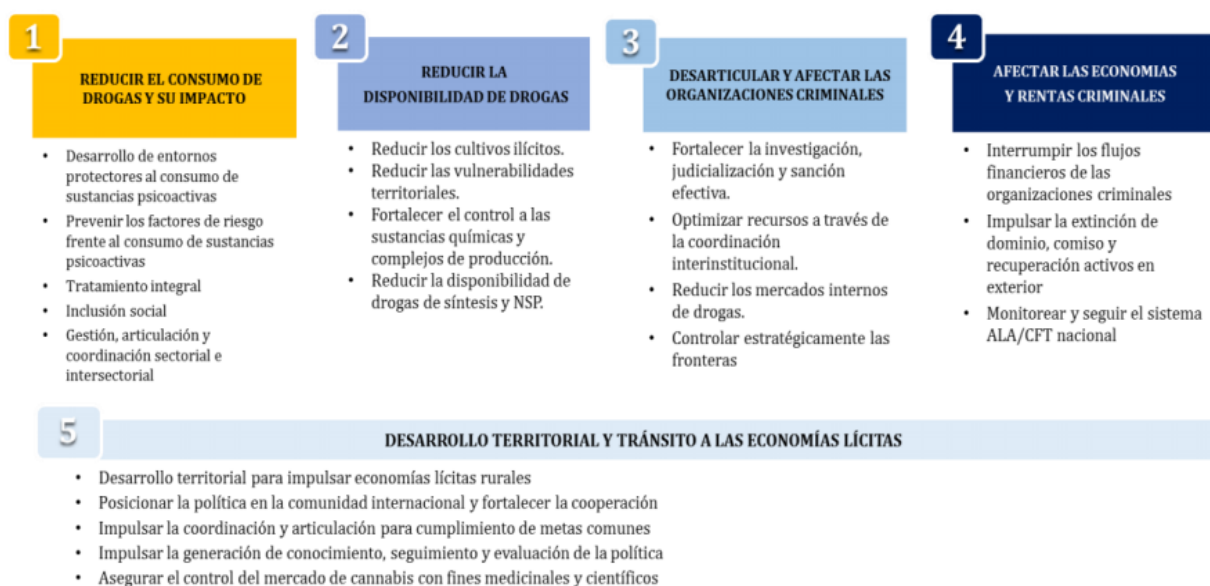 1
REDUCIR EL CONSUMO DE
DROGAS Y SU IMPACTO
• Desarrollo de entornos
protectores al consumo de
sustancias psicoactivas
• Prevenir los factores de riesgo
frente al consumo de sustancias
psicoactivas
• Tratamiento integral
• Inclusión social
• Gestión, articulación y
coordinación sectorial e
intersectorial
2
REDUCIR LA
DISPONIBILIDAD DE DROGAS
• Reducir los cultivos ilícitos.
• Reducir las vulnerabilidades
territoriales.
• Fortalecer el control a las
sustancias químicas y
complejos de producción.
• Reducir la disponibilidad de
drogas de síntesis y NSP.
3
DESARTICULAR Y AFECTAR LAS
ORGANIZACIONES CRIMINALES
• Fortalecer la investigación,
judicialización y sanción
efectiva.
• Optimizar recursos a través de
la coordinación
interinstitucional.
• Reducir los mercados internos
de drogas.
• Controlar estratégicamente las
fronteras
4
AFECTAR LAS ECONOMIAS
Y RENTAS CRIMINALES
• Interrumpir los flujos
financieros de las
organizaciones criminales
• Impulsar la extinción de
dominio, comiso y
recuperación activos en
exterior
• Monitorear y seguir el sistema
ALA/CFT nacional
5
DESARROLLO TERRITORIAL Y TRÁNSITO A LAS ECONOMÍAS LÍCITAS
• Desarrollo territorial para impulsar economías lícitas rurales
• Posicionar la política en la comunidad internacional y fortalecer la cooperación
• Impulsar la coordinación y articulación para cumplimiento de metas comunes
• Impulsar la generación de conocimiento, seguimiento y evaluación de la política
• Asegurar el control del mercado de cannabis con fines medicinales y científicos